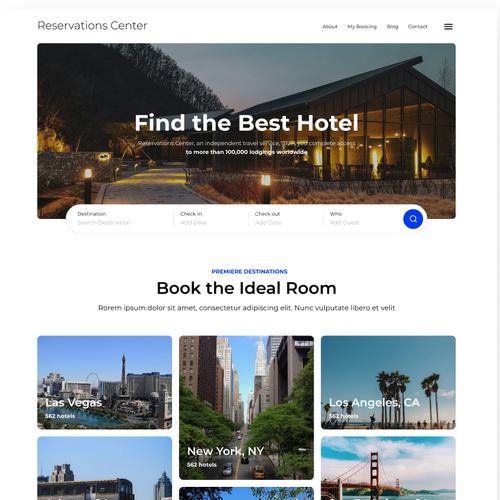 Reservations Center
About My Booking Blog Contact
Find the Best Hotel
Reservations Center, an independent travel service, gives you complete access
to more than 100,000 lodgings worldwide
Destination Check in Check out Who
Search Destination Add Date Add Date Add Guest
PREMIERE DESTINATIONS
Book the Ideal Room
Rorem ipsum dolor sit amet, consectetur adipiscing elit. Nunc vulputate libero et velit
Las Vegas
562 hotels
New York, NY
562 hotels
Los Angeles, CA
562 hotels